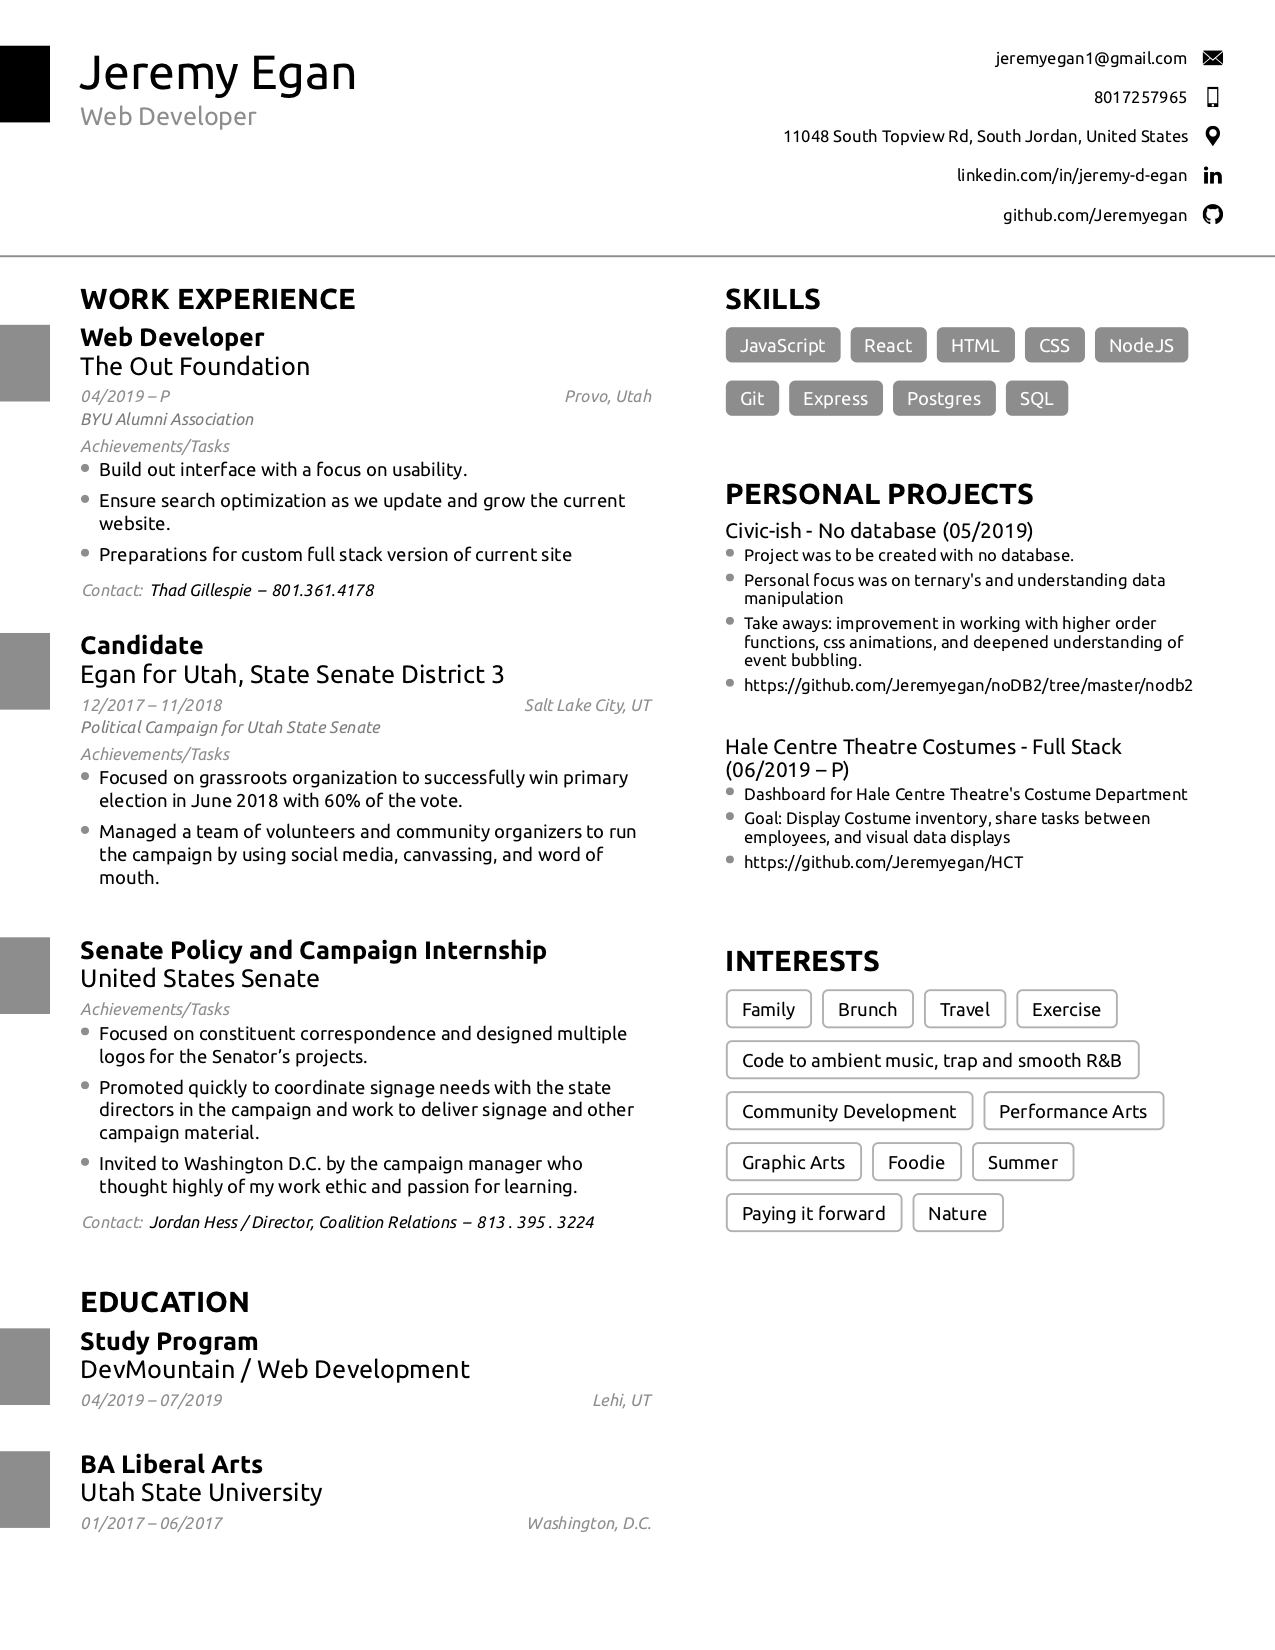 Jeremy Egan
Web Developer
jeremyegan1@gmail.com
8017257965
11048 South Topview Rd, South Jordan, United States
linkedin.com/in/jeremy-d-egan
github.com/Jeremyegan
WORK EXPERIENCE
Web Developer
The Out Foundation
04/2019 – P
Provo, Utah
BYU Alumni Association
Achievements/Tasks
Build out interface with a focus on usability.
Ensure search optimization as we update and grow the current
website.
Preparations for custom full stack version of current site
Contact: Thad Gillespie – 801.361.4178
Candidate
Egan for Utah, State Senate District 3
12/2017 – 11/2018
Salt Lake City, UT
Political Campaign for Utah State Senate
Achievements/Tasks
Focused on grassroots organization to successfully win primary
election in June 2018 with 60% of the vote.
Managed a team of volunteers and community organizers to run
the campaign by using social media, canvassing, and word of
mouth.
Senate Policy and Campaign Internship
United States Senate
Achievements/Tasks
Focused on constituent correspondence and designed multiple
logos for the Senator’s projects.
Promoted quickly to coordinate signage needs with the state
directors in the campaign and work to deliver signage and other
campaign material.
Invited to Washington D.C. by the campaign manager who
thought highly of my work ethic and passion for learning.
Contact: Jordan Hess / Director, Coalition Relations – 813 . 395 . 3224
EDUCATION
Study Program
DevMountain / Web Development
04/2019 – 07/2019
Lehi, UT
BA Liberal Arts
Utah State University
01/2017 – 06/2017
Washington, D.C.
SKILLS
JavaScript React HTML CSS NodeJS
Git Express Postgres SQL
PERSONAL PROJECTS
Civic-ish - No database (05/2019)
Project was to be created with no database.
Personal focus was on ternary's and understanding data
manipulation
Take aways: improvement in working with higher order
functions, css animations, and deepened understanding of
event bubbling.
https://github.com/Jeremyegan/noDB2/tree/master/nodb2
Hale Centre Theatre Costumes - Full Stack
(06/2019 – P)
Dashboard for Hale Centre Theatre's Costume Department
Goal: Display Costume inventory, share tasks between
employees, and visual data displays
https://github.com/Jeremyegan/HCT
INTERESTS
Family Brunch Travel Exercise
Code to ambient music, trap and smooth R&B
Community Development Performance Arts
Graphic Arts Foodie Summer
Paying it forward Nature